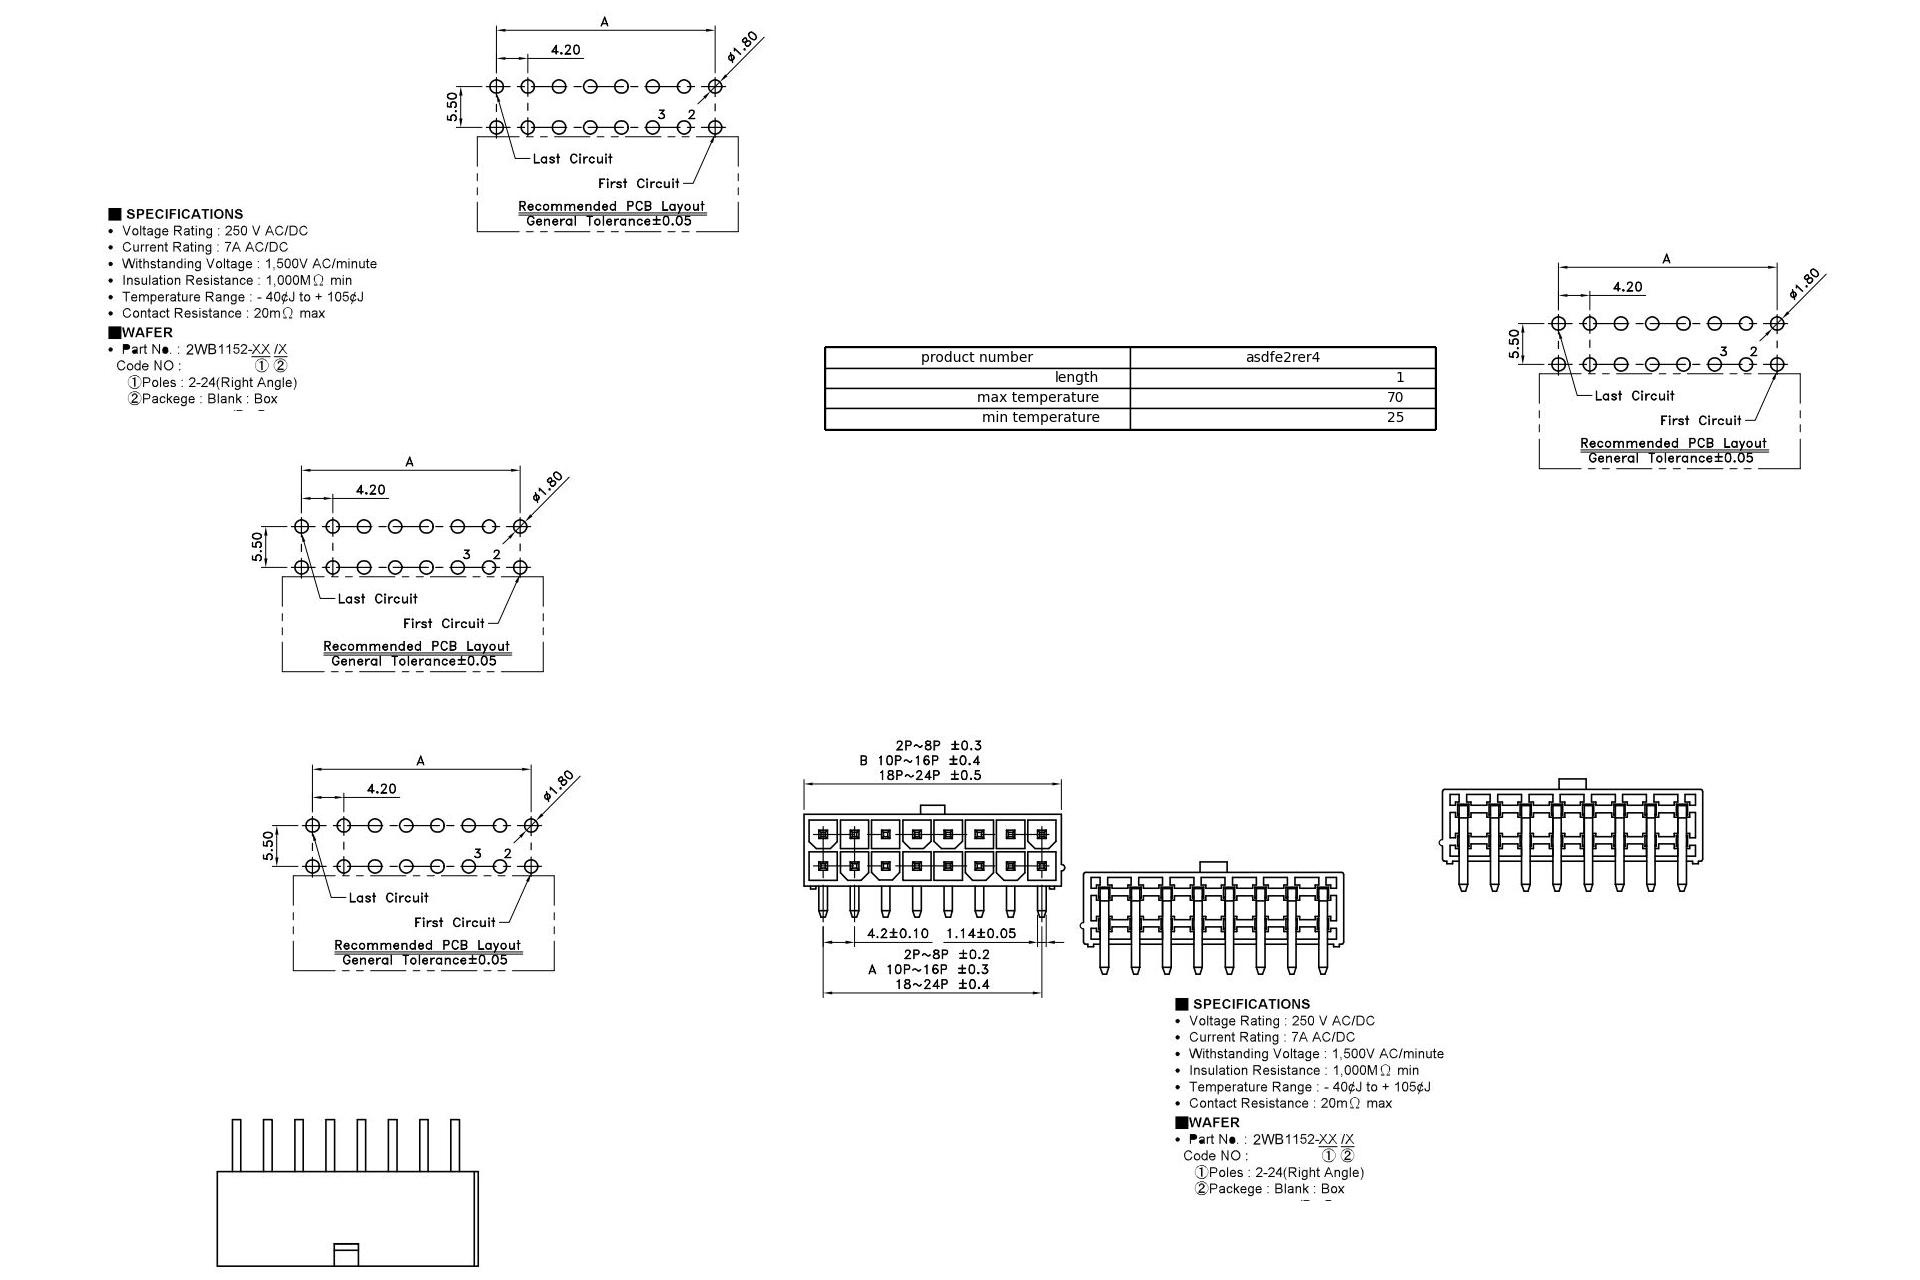 A
4.20
ø1.80
5.50
3 2
Last Circuit
First Circuit
Recommended PCB Layout
General Tolerance±0.05
■ SPECIFICATIONS
• Voltage Rating : 250 V AC/DC
• Current Rating : 7A AC/DC
• Withstanding Voltage : 1,500V AC/minute
• Insulation Resistance : 1,000MΩ min
• Temperature Range : - 40¢J to + 105¢J
• Contact Resistance : 20mΩ max
■WAFER
• Part No. : 2WB1152-XX /X
Code NO : ① ②
①Poles : 2-24(Right Angle)
②Packege : Blank : Box
product number asdfe2rer4
length 1
max temperature 70
min temperature 25
A
4.20
ø1.80
5.50
3 2
Last Circuit
First Circuit
Recommended PCB Layout
General Tolerance±0.05
A
4.20
ø1.80
5.50
3 2
Last Circuit
First Circuit
Recommended PCB Layout
General Tolerance±0.05
A
4.20
ø1.80
5.50
3 2
Last Circuit
First Circuit
Recommended PCB Layout
General Tolerance±0.05
2P~8P ±0.3
B 10P~16P ±0.4
18P~24P ±0.5
4.2±0.10 1.14±0.05
2P~8P ±0.2
A 10P~16P ±0.3
18~24P ±0.4
■ SPECIFICATIONS
• Voltage Rating : 250 V AC/DC
• Current Rating : 7A AC/DC
• Withstanding Voltage : 1,500V AC/minute
• Insulation Resistance : 1,000MΩ min
• Temperature Range : - 40¢J to + 105¢J
• Contact Resistance : 20mΩ max
■WAFER
• Part No. : 2WB1152-XX /X
Code NO : ① ②
①Poles : 2-24(Right Angle)
②Packege : Blank : Box